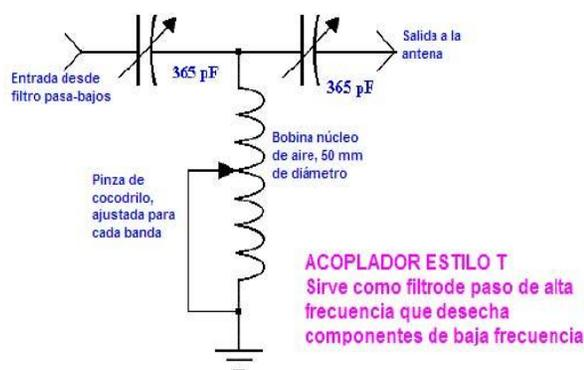 Entrada desde
filtro pasa-bajos
365 pF
365 pF
Salida a la
antena
Bobina núcleo
de aire, 50 mm
de diámetro
Pinza de
cocodrilo,
ajustada para
cada banda
ACOPLADOR ESTILO T
Sirve como filtrode paso de alta
frecuencia que desecha
componentes de baja frecuencia